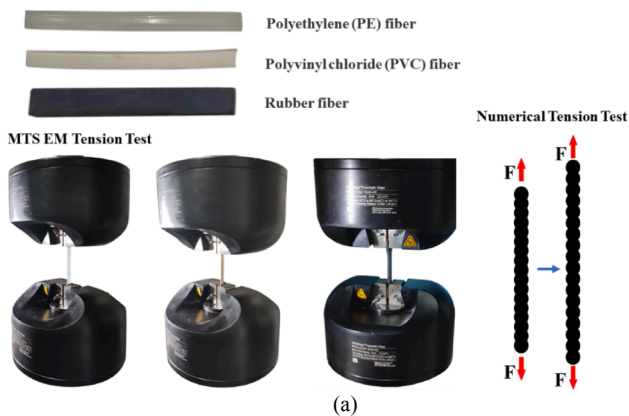 Polyethylene (PE) fiber
Polyvinyl chloride (PVC) fiber
Rubber fiber
MTS EM Tension Test
Numerical Tension Test
F
F
F
F
(a)